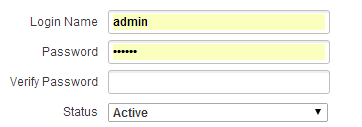 Login Name admin
Password ••••••
Verify Password
Status Active